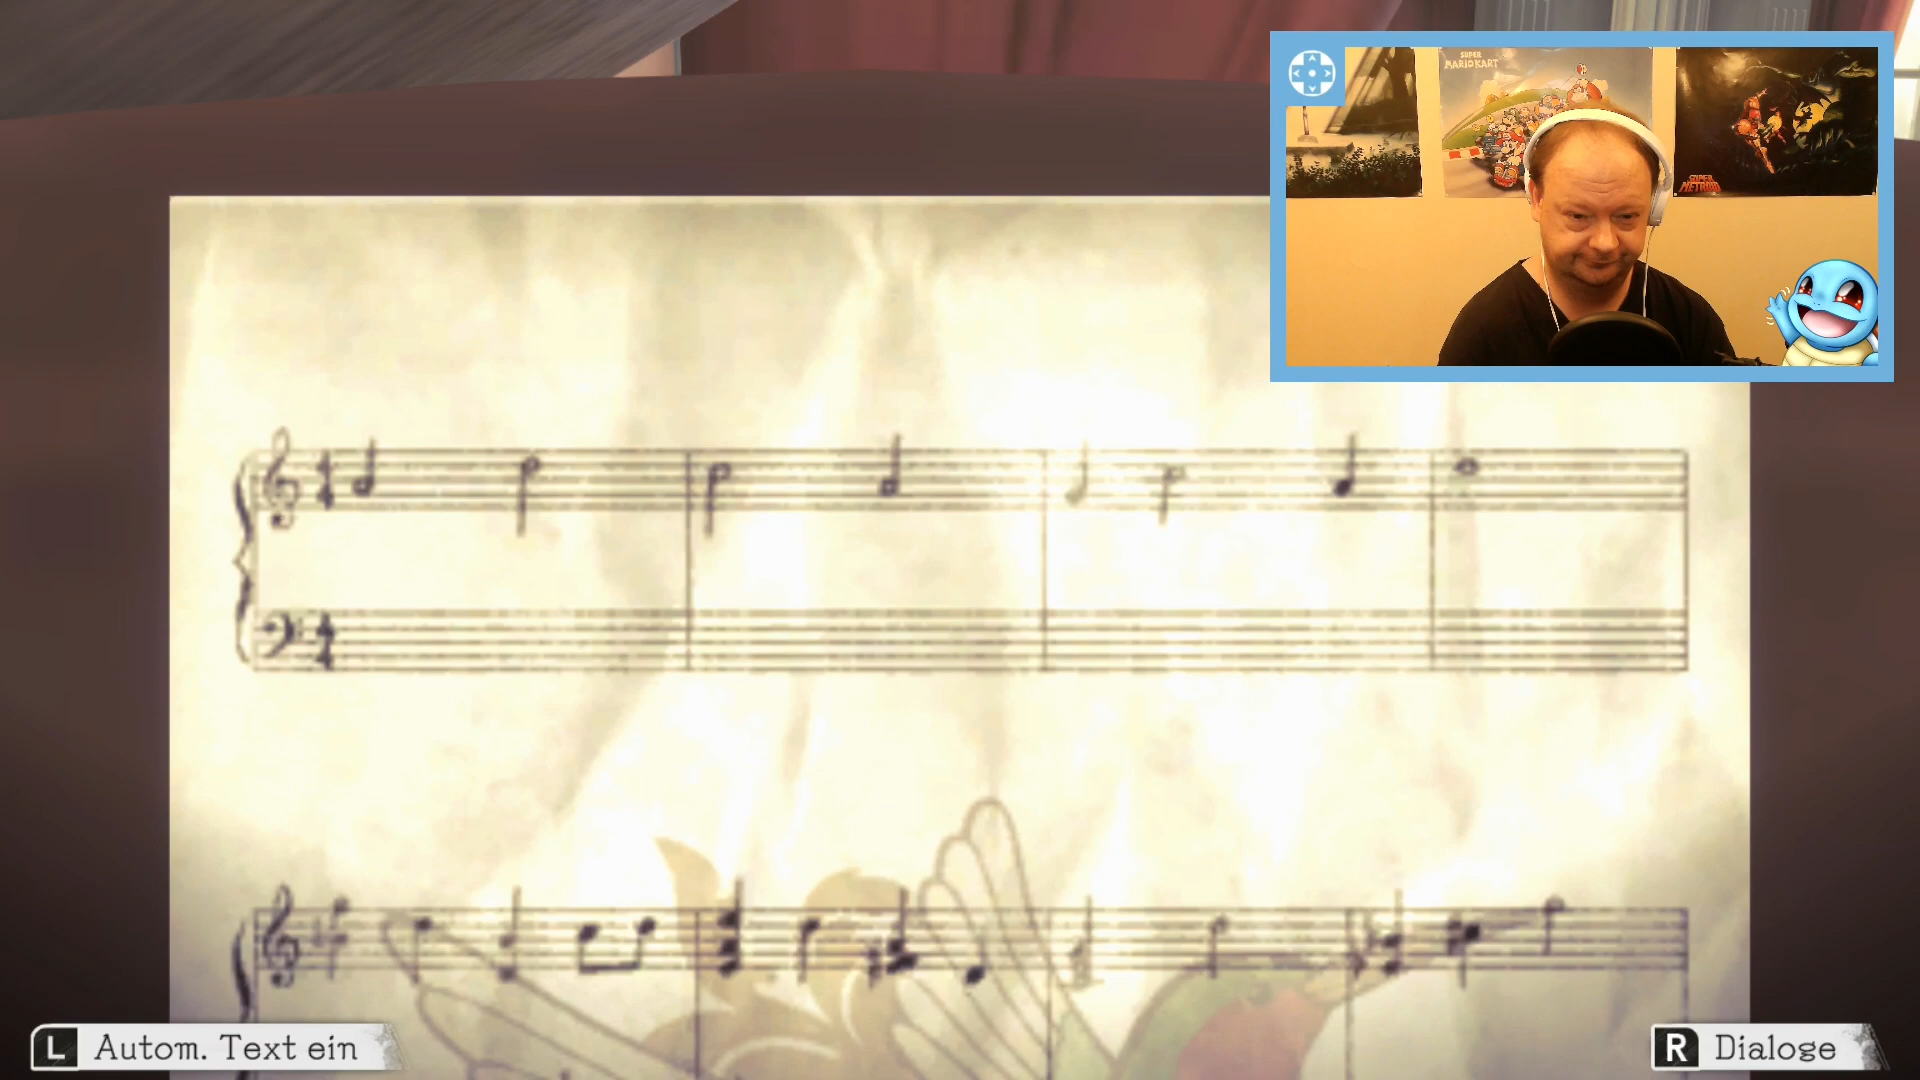 SUPER
MARIOKART
SUPER
METROID
L Autom. Text ein
R Dialoge